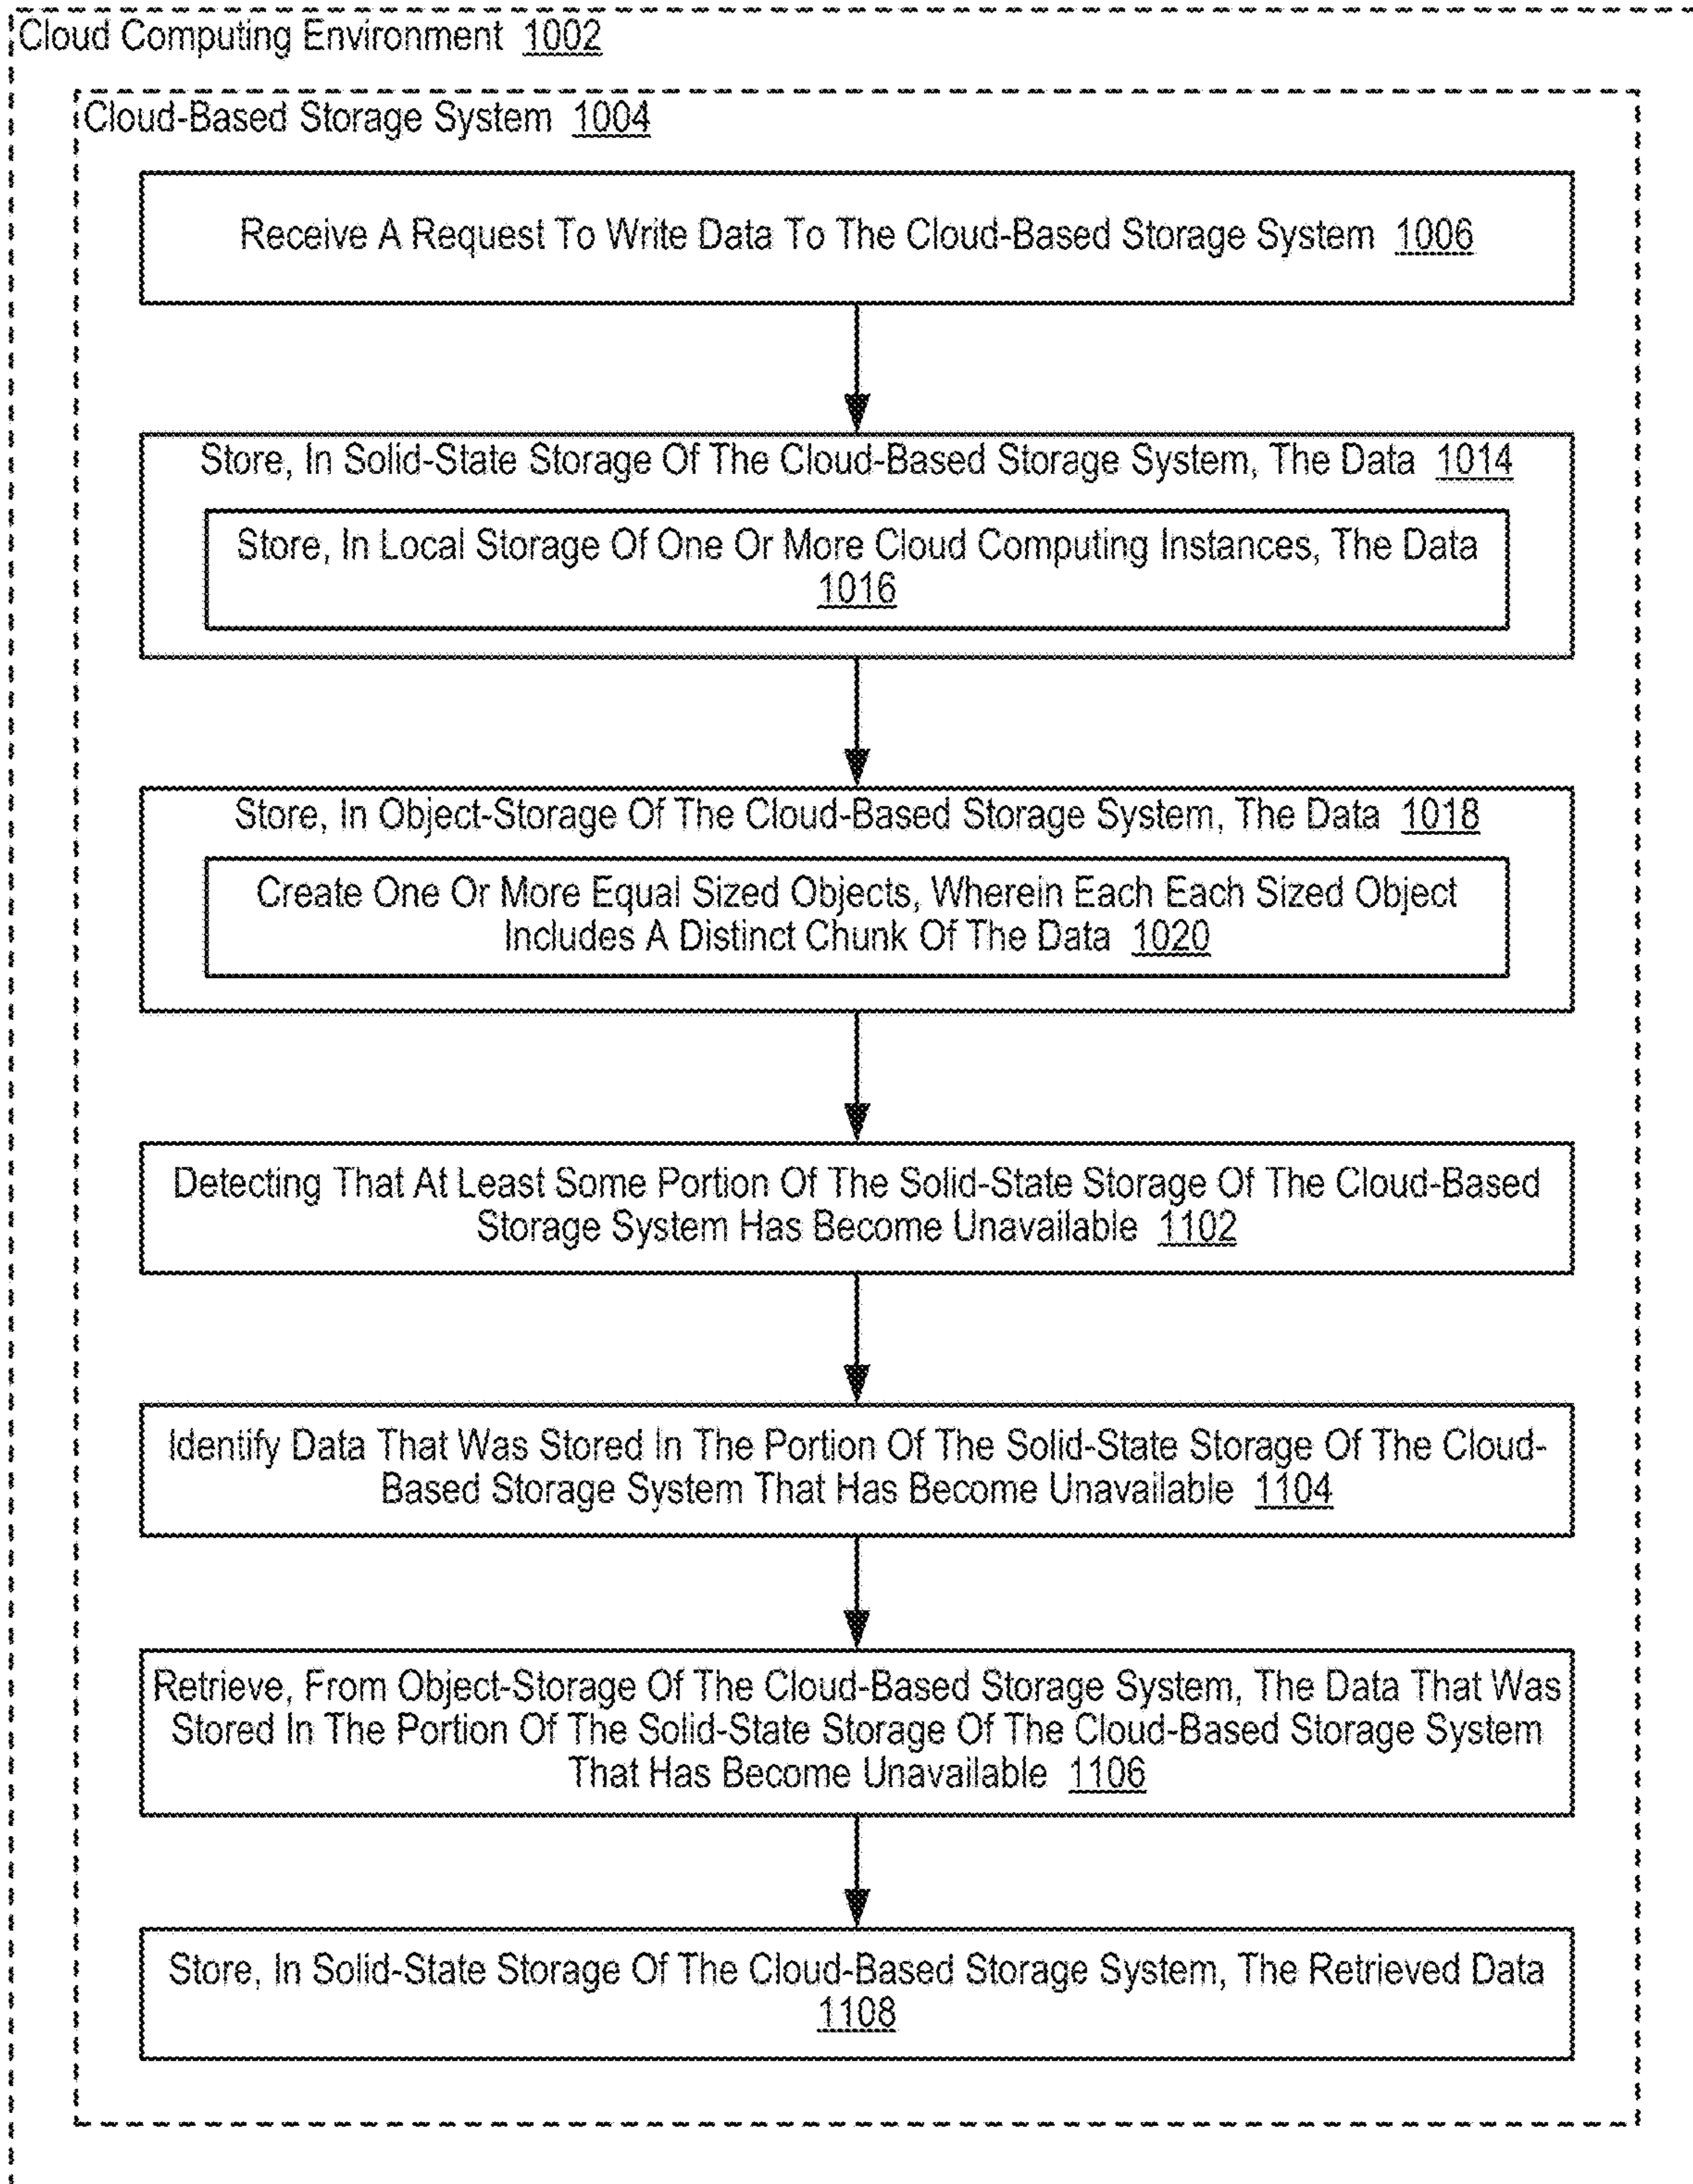 Cloud Computing Environment 1002
Cloud-Based Storage System 1004
Receive A Request To Write Data To The Cloud-Based Storage System 1006
Store, In Solid-State Storage Of The Cloud-Based Storage System, The Data 1014
Store, In Local Storage Of One Or More Cloud Computing Instances, The Data
1016
Store, In Object-Storage Of The Cloud-Based Storage System, The Data 1018
Create One Or More Equal Sized Objects, Wherein Each Each Sized Object
Includes A Distinct Chunk Of The Data 1020
Detecting That At Least Some Portion Of The Solid-State Storage Of The Cloud-Based
Storage System Has Become Unavailable 1102
Identify Data That Was Stored In The Portion Of The Solid-State Storage Of The Cloud-
Based Storage System That Has Become Unavailable 1104
Retrieve, From Object-Storage Of The Cloud-Based Storage System, The Data That Was
Stored In The Portion Of The Solid-State Storage Of The Cloud-Based Storage System
That Has Become Unavailable 1106
Store, In Solid-State Storage Of The Cloud-Based Storage System, The Retrieved Data
1108